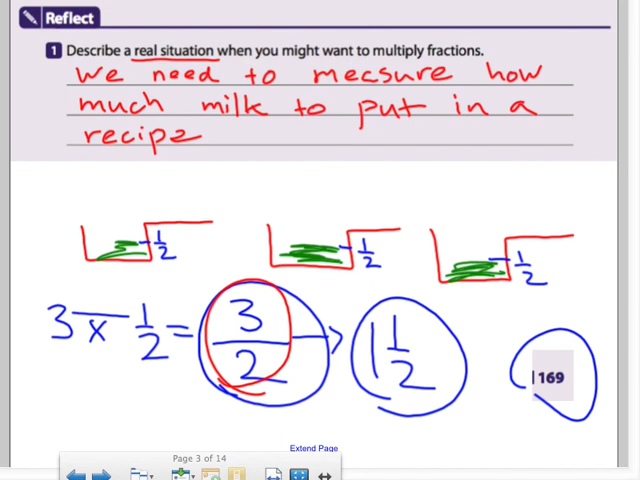 Reflect
1 Describe a real situation when you might want to multiply fractions.
We need to measure how
much milk to put in a
recipe
1/2 1/2 1/2
3 x 1/2 = 3/2 → 1 1/2
169
Extend Page
Page 3 of 14